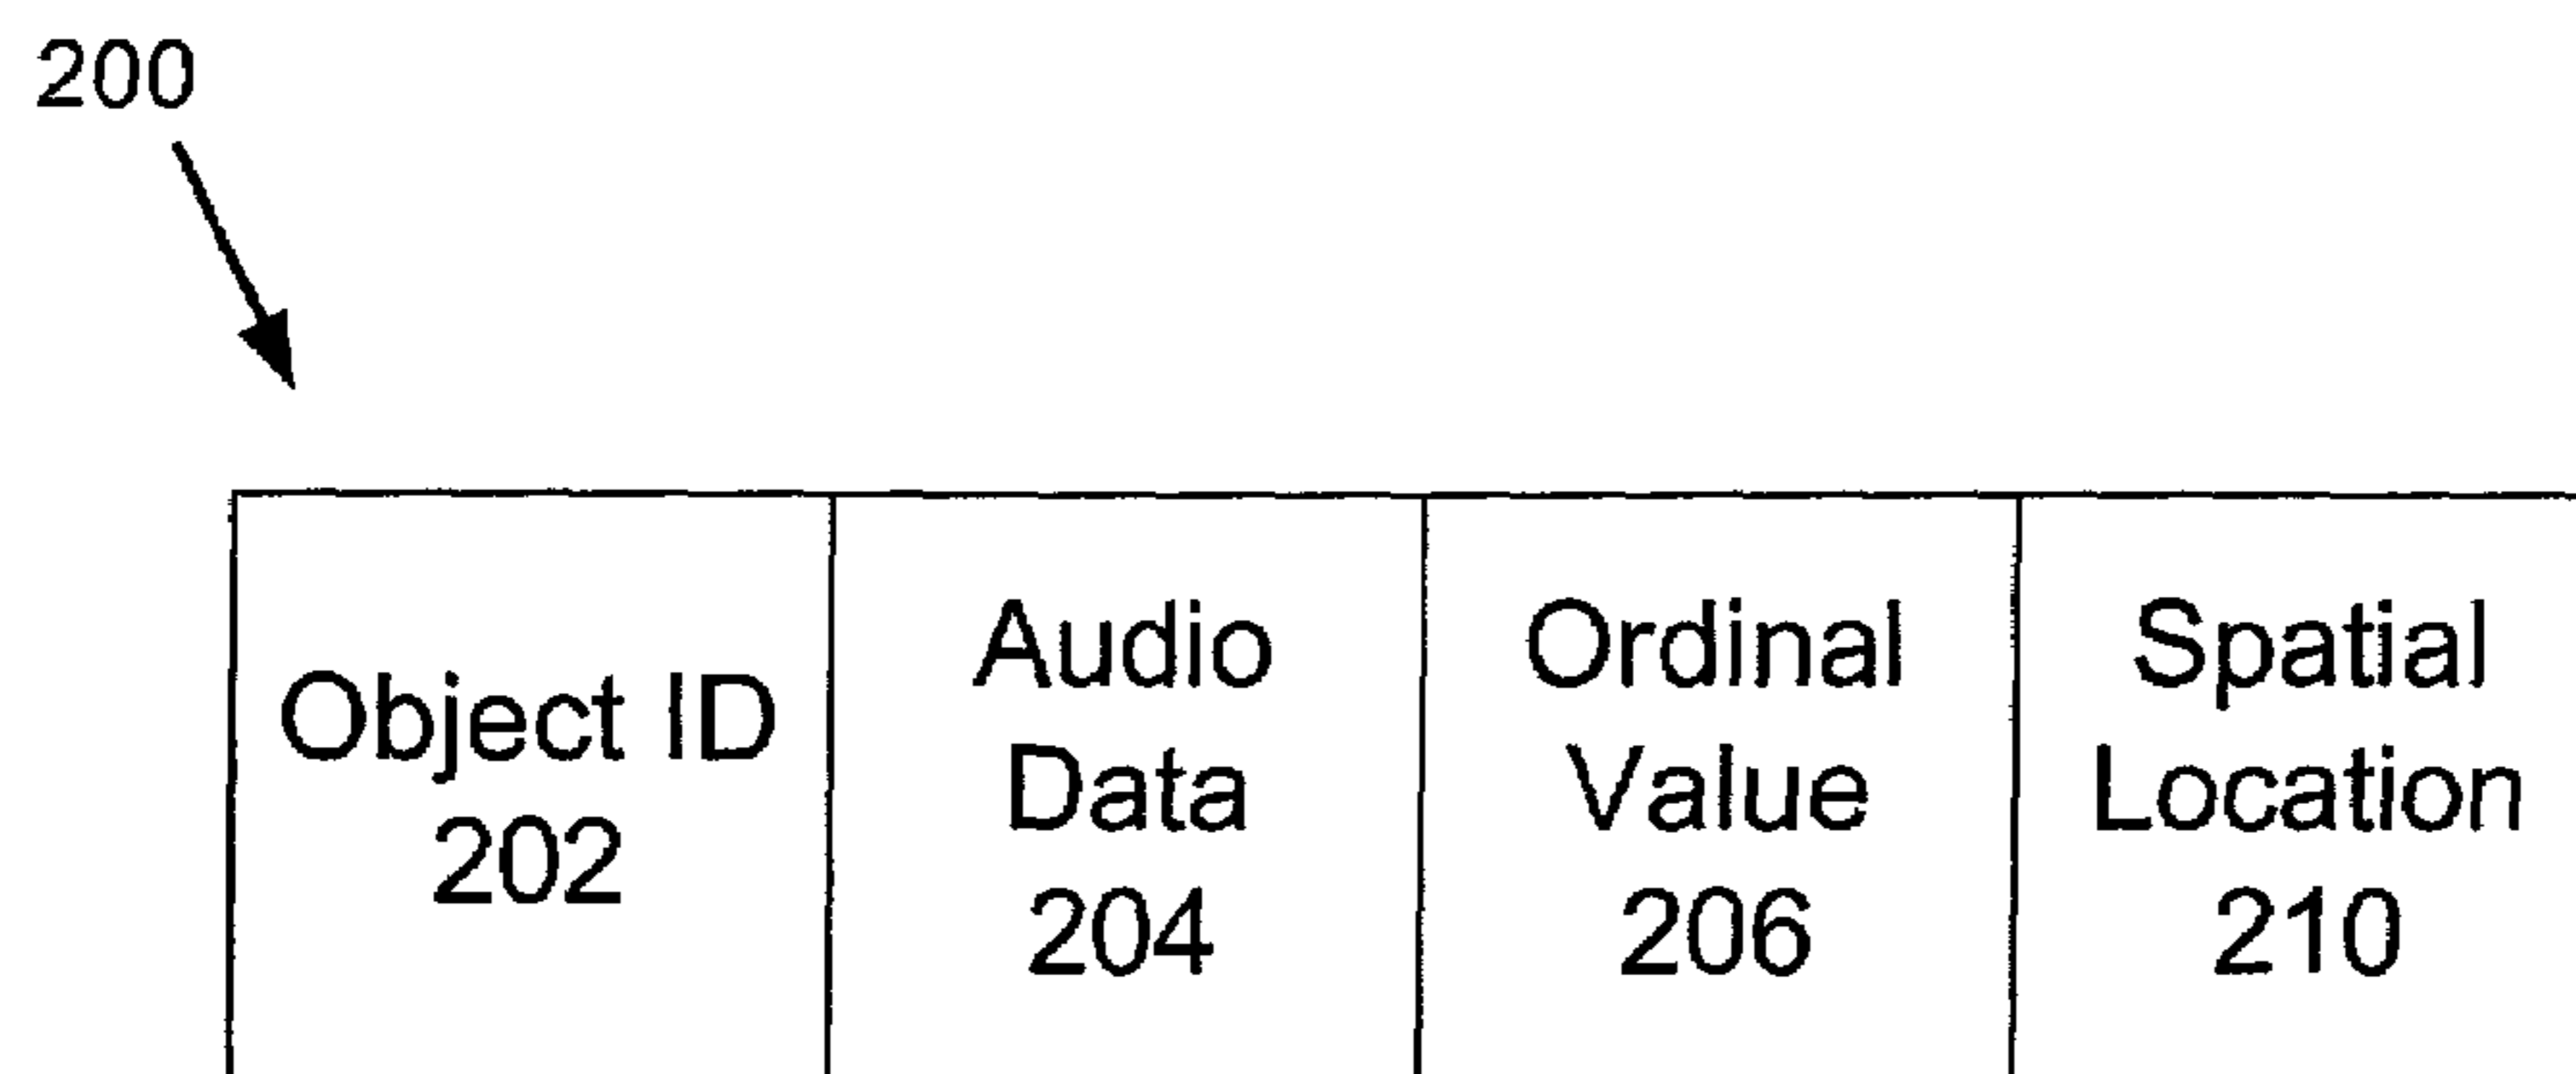 200
Object ID
202
Audio
Data
204
Ordinal
Value
206
Spatial
Location
210